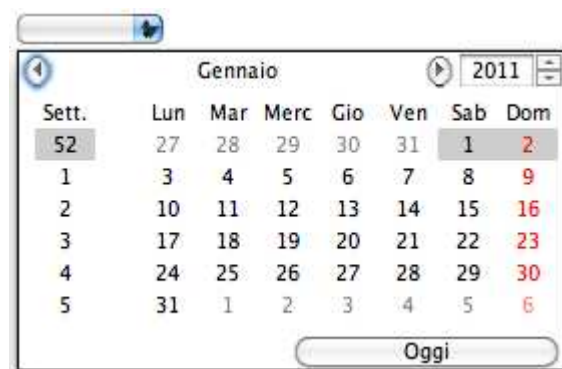 Gennaio 2011
Sett. Lun Mar Merc Gio Ven Sab Dom
52 27 28 29 30 31 1 2
1 3 4 5 6 7 8 9
2 10 11 12 13 14 15 16
3 17 18 19 20 21 22 23
4 24 25 26 27 28 29 30
5 31 1 2 3 4 5 6
Oggi